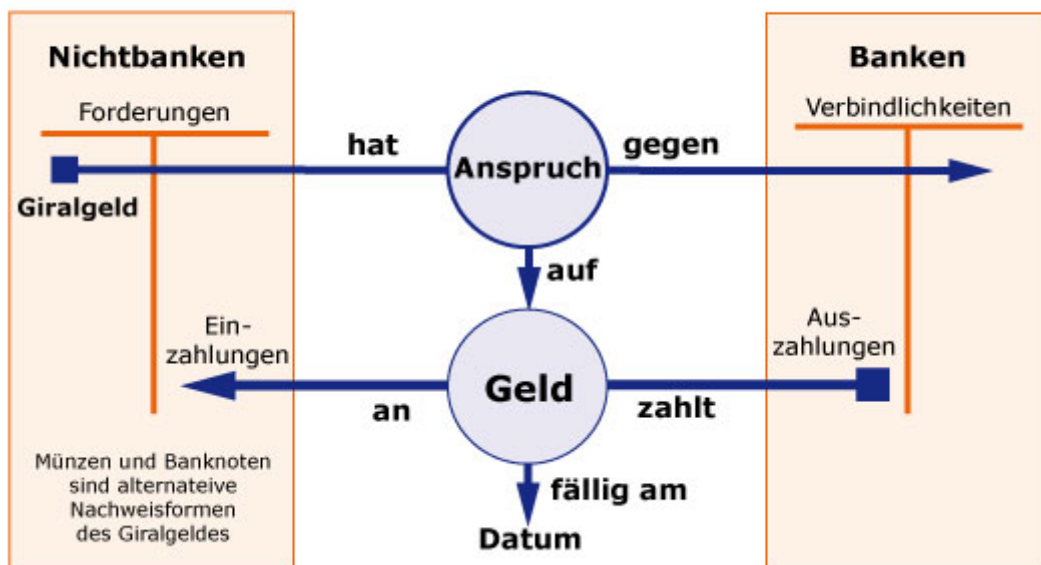 Nichtbanken
Forderungen
Giralgeld
hat
Anspruch
gegen
Banken
Verbindlichkeiten
auf
Ein-
zahlungen
an
Geld
zahlt
Aus-
zahlungen
fällig am
Datum
Münzen und Banknoten
sind alternateive
Nachweisformen
des Giralgeldes